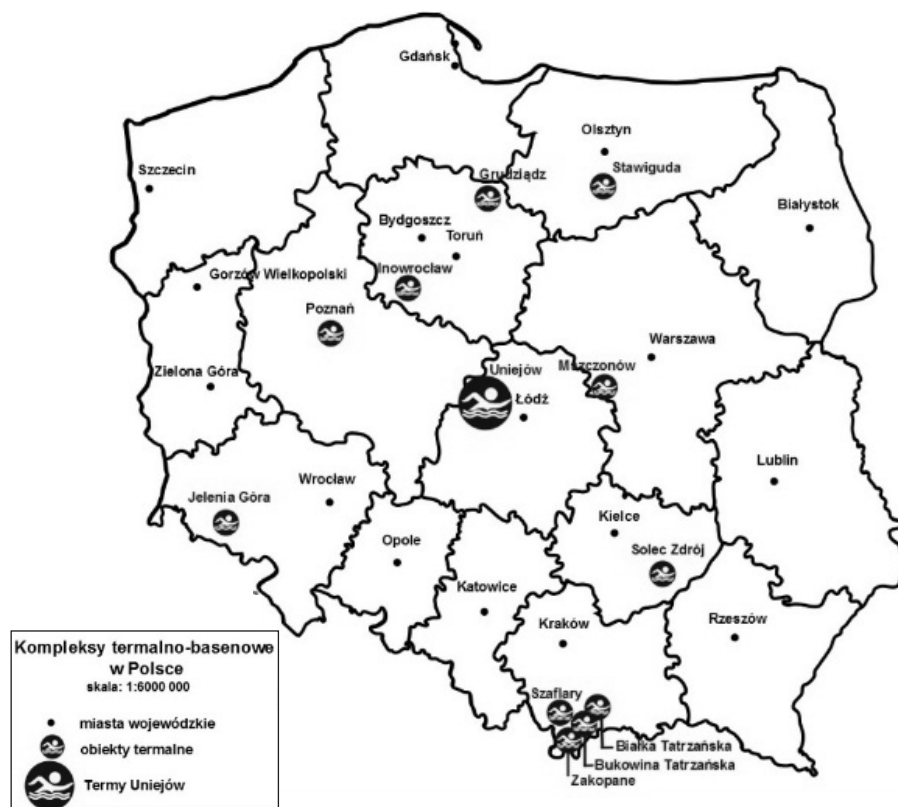 Gdańsk
Olsztyn
Stawiguda
Szczecin
Grudziądz
Białystok
Bydgoszcz
Toruń
Inowrocław
Gorzów Wielkopolski
Poznań
Warszawa
Zielona Góra
Uniejów
Mszczonów
Łódź
Lublin
Wrocław
Jelenia Góra
Kielce
Opole
Solec Zdrój
Katowice
Kraków
Rzeszów
Szaflary
Białka Tatrzańska
Bukowina Tatrzańska
Zakopane
Kompleksy termalno-basenowe
w Polsce
skala: 1:6000 000
miasta wojewódzkie
obiekty termalne
Termy Uniejów